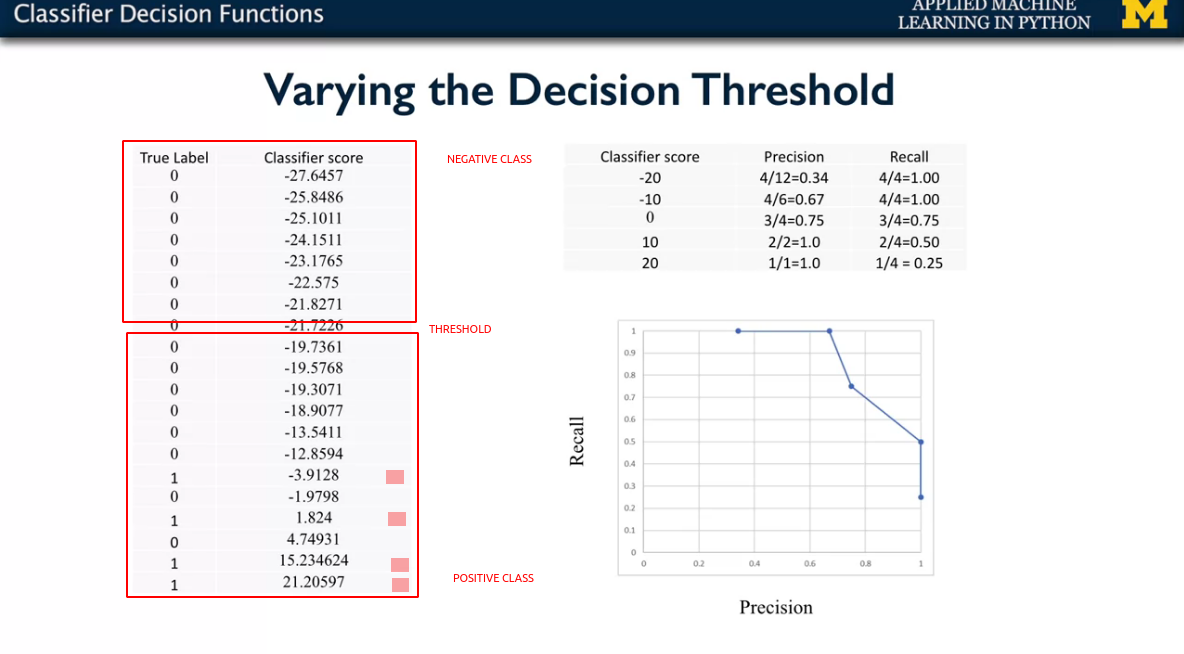 Classifier Decision Functions
APPLIED MACHINE
LEARNING IN PYTHON
M
Varying the Decision Threshold
True Label Classifier score
0 -27.6457
0 -25.8486
0 -25.1011
0 -24.1511
0 -23.1765
0 -22.575
0 -21.8271
0 -21.7226
0 -19.7361
0 -19.5768
0 -19.3071
0 -18.9077
0 -13.5411
0 -12.8594
1 -3.9128
0 -1.9798
1 1.824
0 4.74931
1 15.234624
1 21.20597
NEGATIVE CLASS
THRESHOLD
POSITIVE CLASS
Classifier score Precision Recall
-20 4/12=0.34 4/4=1.00
-10 4/6=0.67 4/4=1.00
0 3/4=0.75 3/4=0.75
10 2/2=1.0 2/4=0.50
20 1/1=1.0 1/4 = 0.25
Recall
1
0.9
0.8
0.7
0.6
0.5
0.4
0.3
0.2
0.1
0
0 0.2 0.4 0.6 0.8 1
Precision